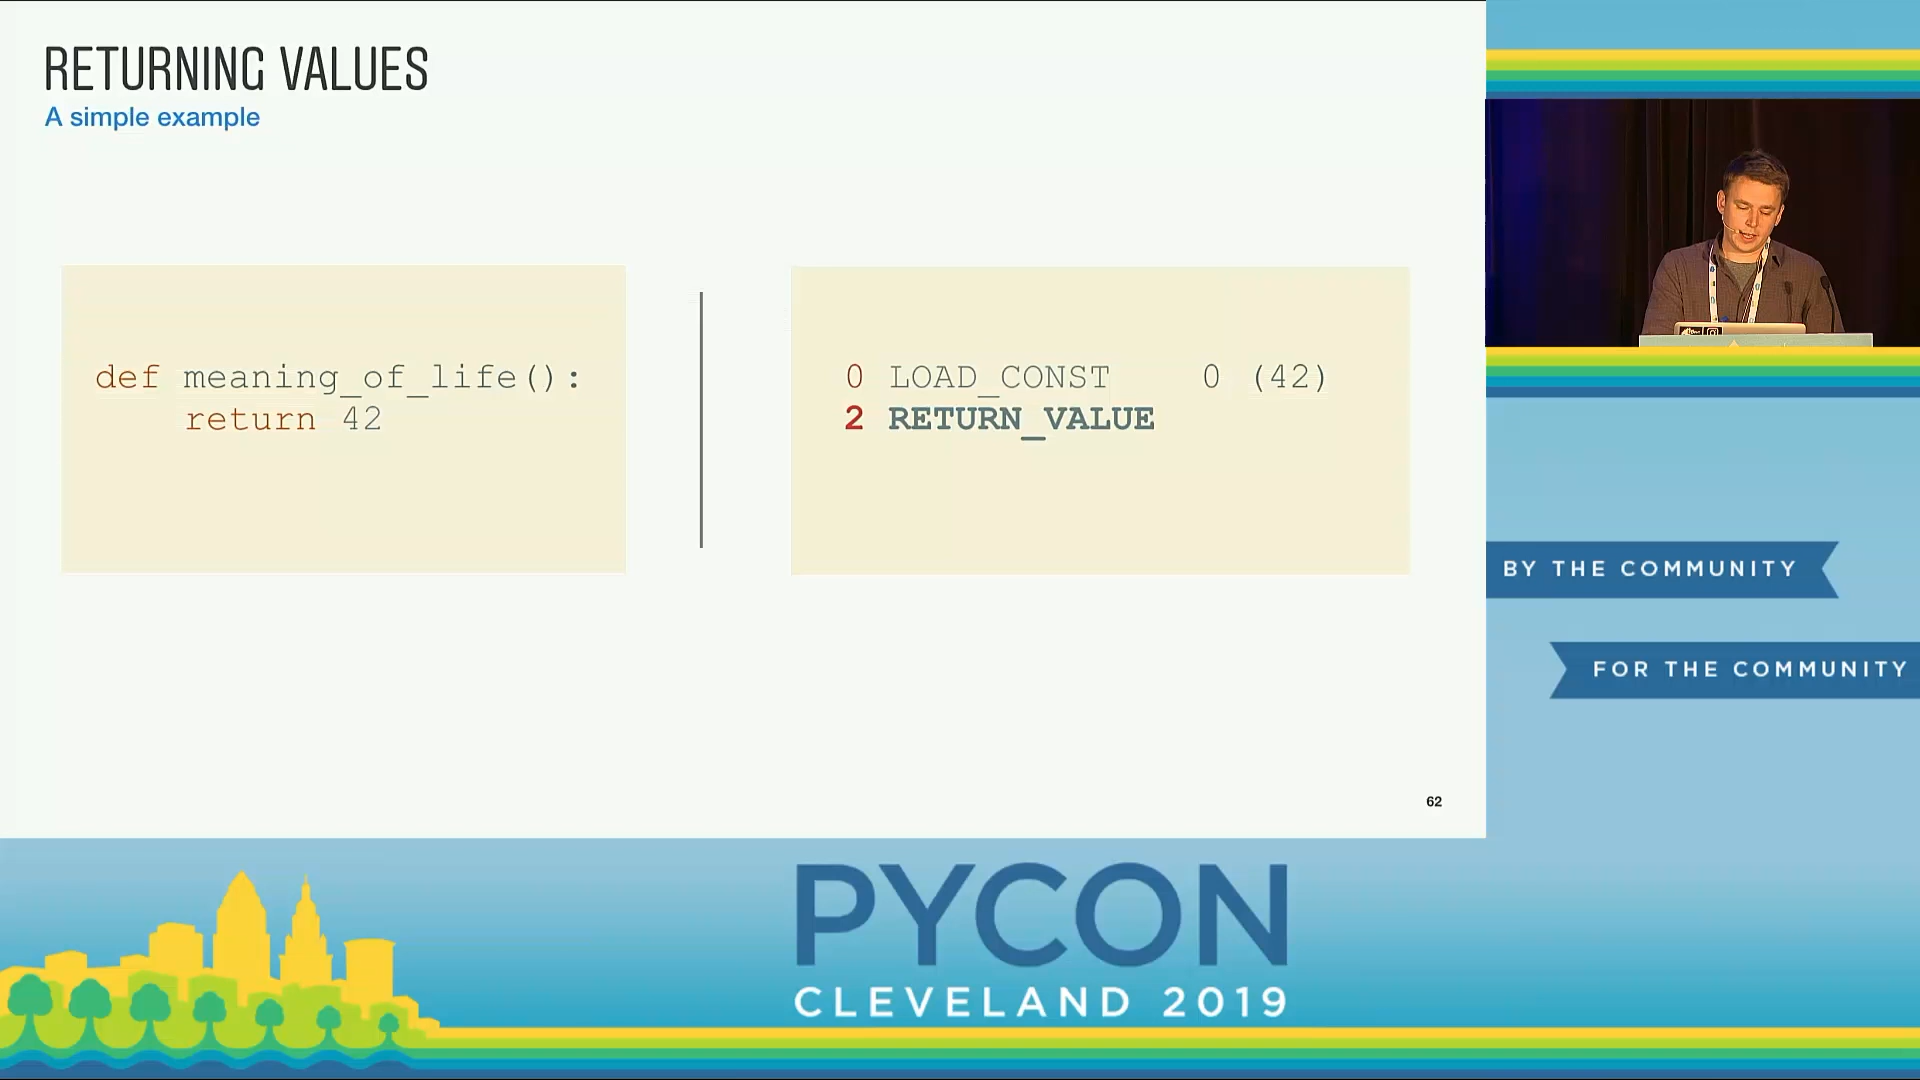 RETURNING VALUES
A simple example
def meaning_of_life():
return 42
0 LOAD_CONST 0 (42)
2 RETURN_VALUE
62
BY THE COMMUNITY
FOR THE COMMUNITY
PYCON
CLEVELAND 2019